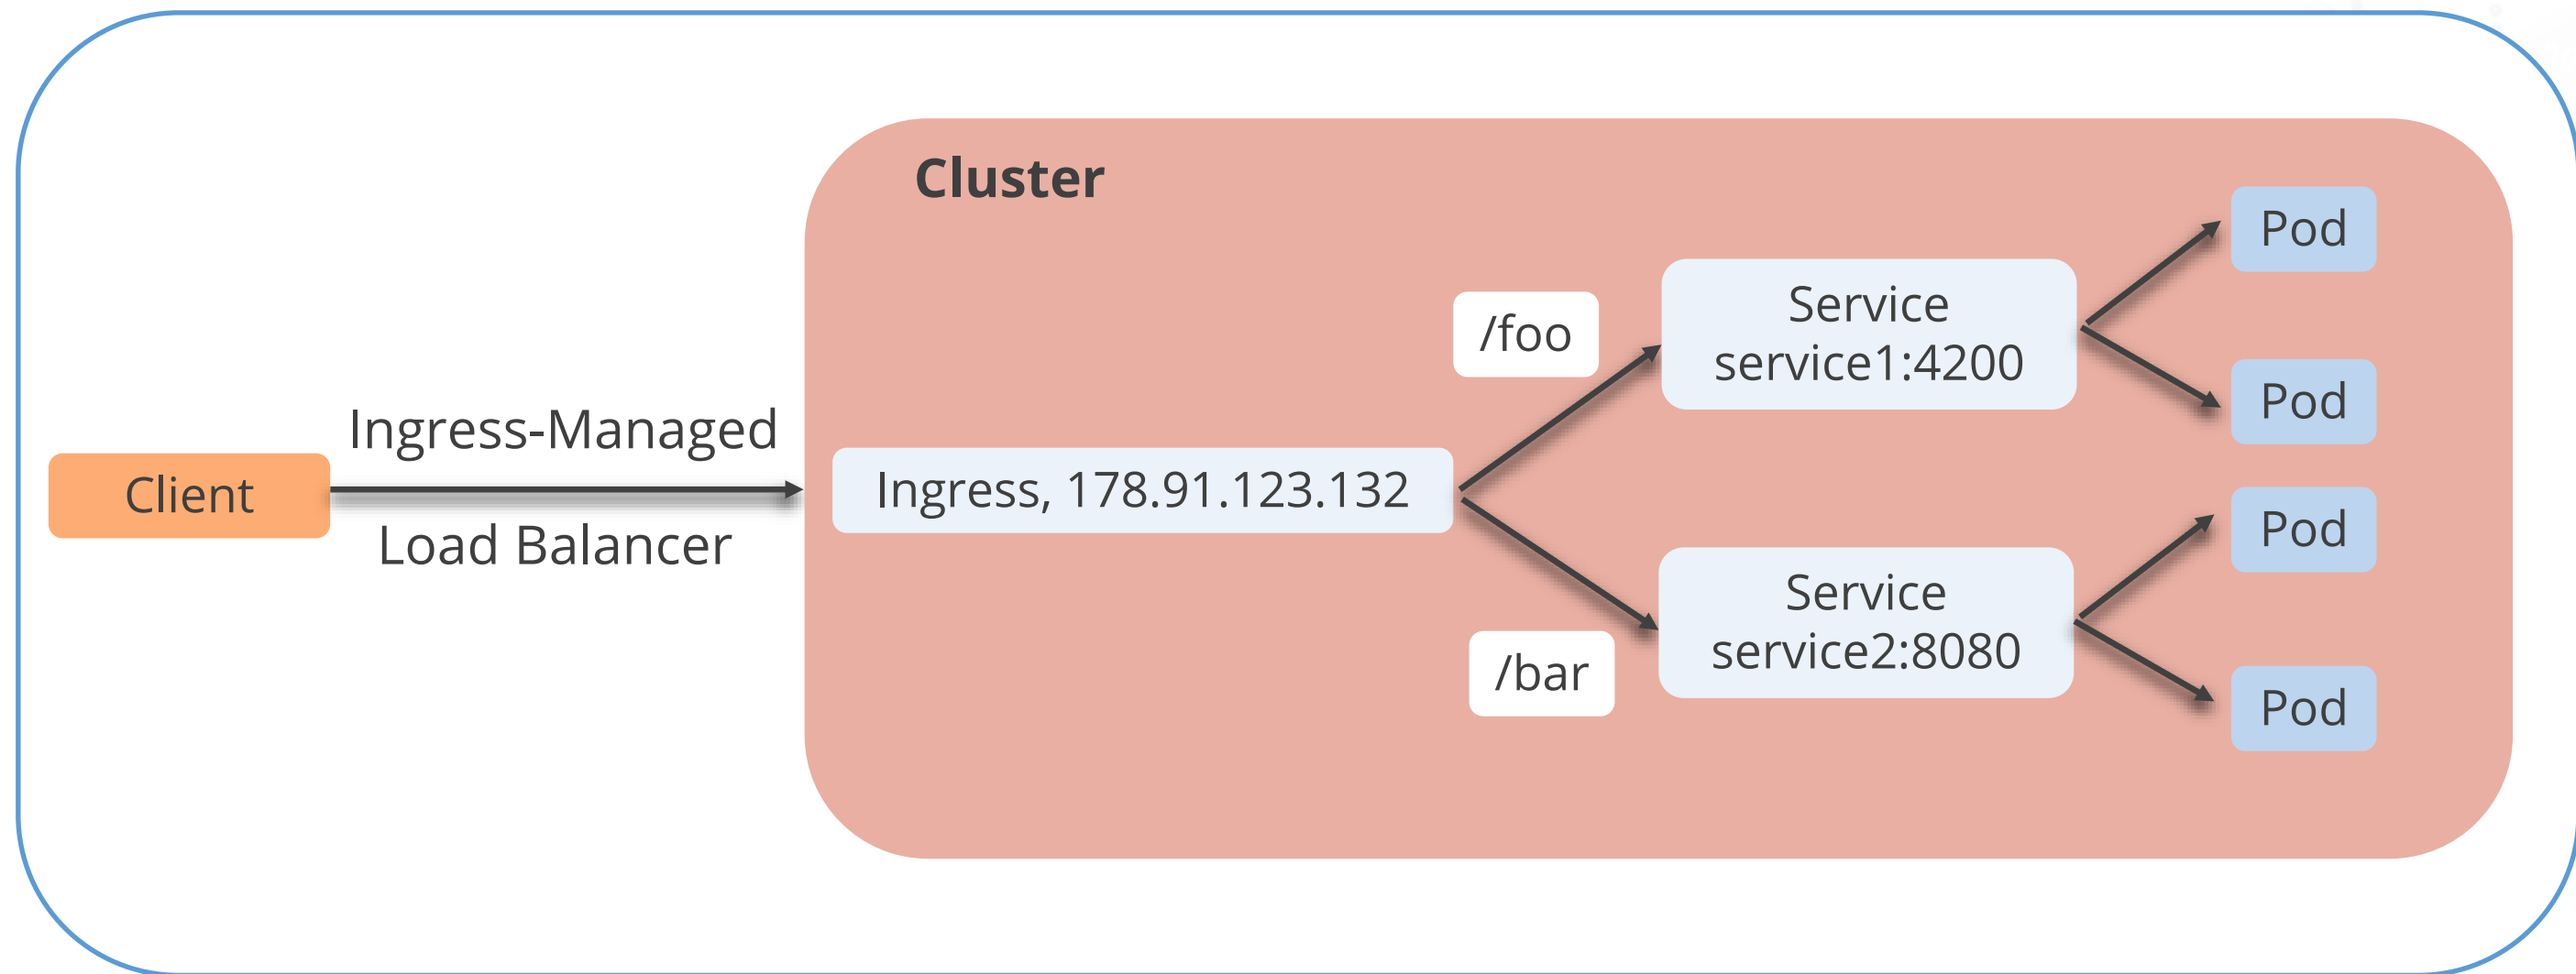 Cluster
Client
Ingress-Managed
Load Balancer
Ingress, 178.91.123.132
/foo
/bar
Service
service1:4200
Service
service2:8080
Pod
Pod
Pod
Pod